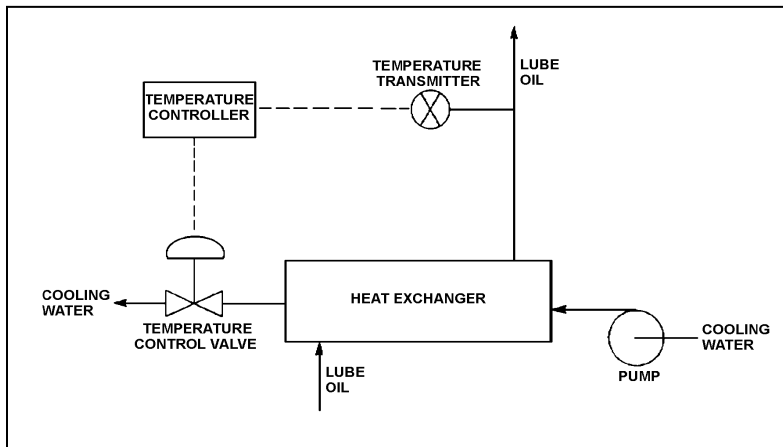 LUBE
OIL
TEMPERATURE
TRANSMITTER
TEMPERATURE
CONTROLLER
COOLING
WATER
TEMPERATURE
CONTROL VALVE
HEAT EXCHANGER
COOLING
WATER
PUMP
LUBE
OIL